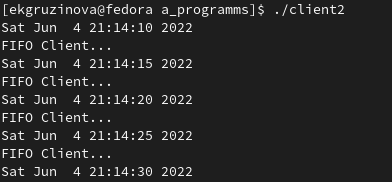 [ekgruzinova@fedora a_programms]$ ./client2
Sat Jun  4 21:14:10 2022
FIFO Client...
Sat Jun  4 21:14:15 2022
FIFO Client...
Sat Jun  4 21:14:20 2022
FIFO Client...
Sat Jun  4 21:14:25 2022
FIFO Client...
Sat Jun  4 21:14:30 2022